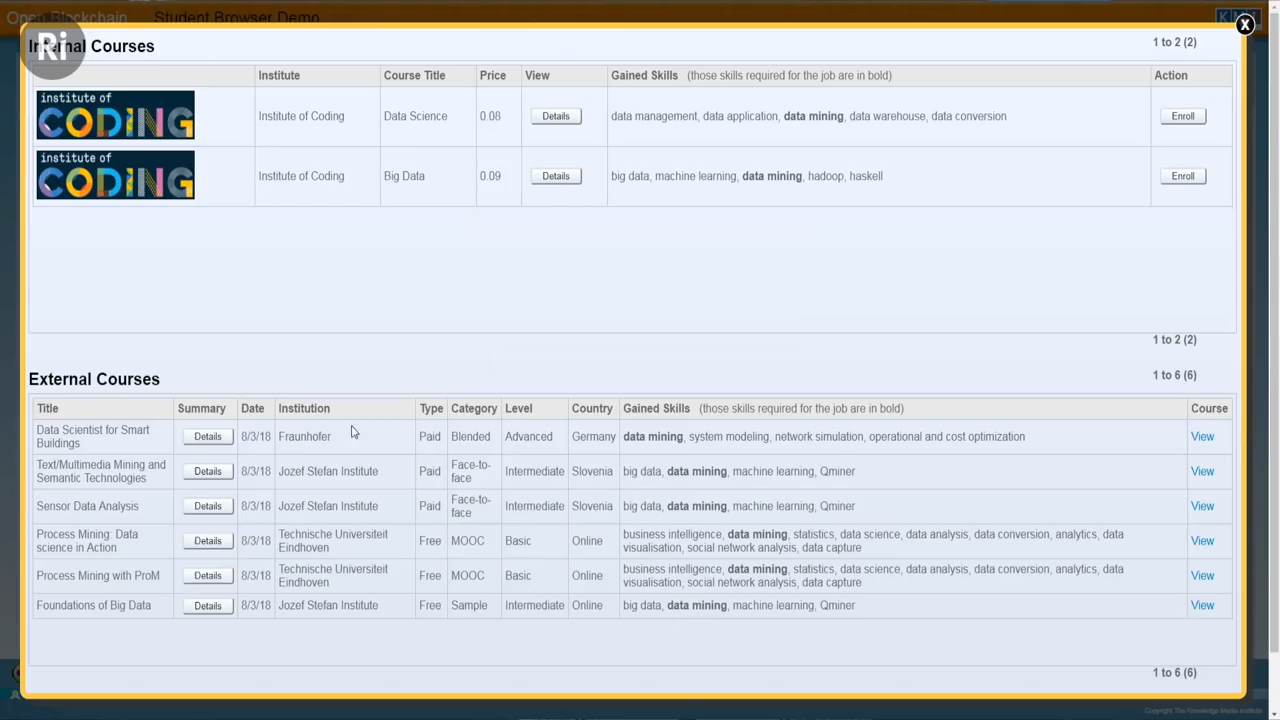 Open Blockchain Student Browser Demo
Ri
X
Internal Courses
1 to 2 (2)
Institute Course Title Price View Gained Skills (those skills required for the job are in bold) Action
institute of CODING Institute of Coding Data Science 0.08 Details data management, data application, data mining, data warehouse, data conversion Enroll
institute of CODING Institute of Coding Big Data 0.09 Details big data, machine learning, data mining, hadoop, haskell Enroll
1 to 2 (2)
External Courses
1 to 6 (6)
Title Summary Date Institution Type Category Level Country Gained Skills (those skills required for the job are in bold) Course
Data Scientist for Smart Buildings Details 8/3/18 Fraunhofer Paid Blended Advanced Germany data mining, system modeling, network simulation, operational and cost optimization View
Text/Multimedia Mining and Semantic Technologies Details 8/3/18 Jozef Stefan Institute Paid Face-to-face Intermediate Slovenia big data, data mining, machine learning, Qminer View
Sensor Data Analysis Details 8/3/18 Jozef Stefan Institute Paid Face-to-face Intermediate Slovenia big data, data mining, machine learning, Qminer View
Process Mining: Data science in Action Details 8/3/18 Technische Universiteit Eindhoven Free MOOC Basic Online business intelligence, data mining, statistics, data science, data analysis, data conversion, analytics, data visualisation, social network analysis, data capture View
Process Mining with ProM Details 8/3/18 Technische Universiteit Eindhoven Free MOOC Basic Online business intelligence, data mining, statistics, data science, data analysis, data conversion, analytics, data visualisation, social network analysis, data capture View
Foundations of Big Data Details 8/3/18 Jozef Stefan Institute Free Sample Intermediate Online big data, data mining, machine learning, Qminer View
1 to 6 (6)
Copyright The Knowledge Media Institute